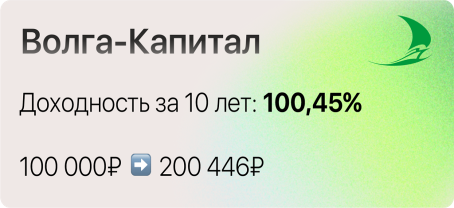 Волга-Капитал
Доходность за 10 лет: 100,45%
100 000₽ ➡ 200 446₽